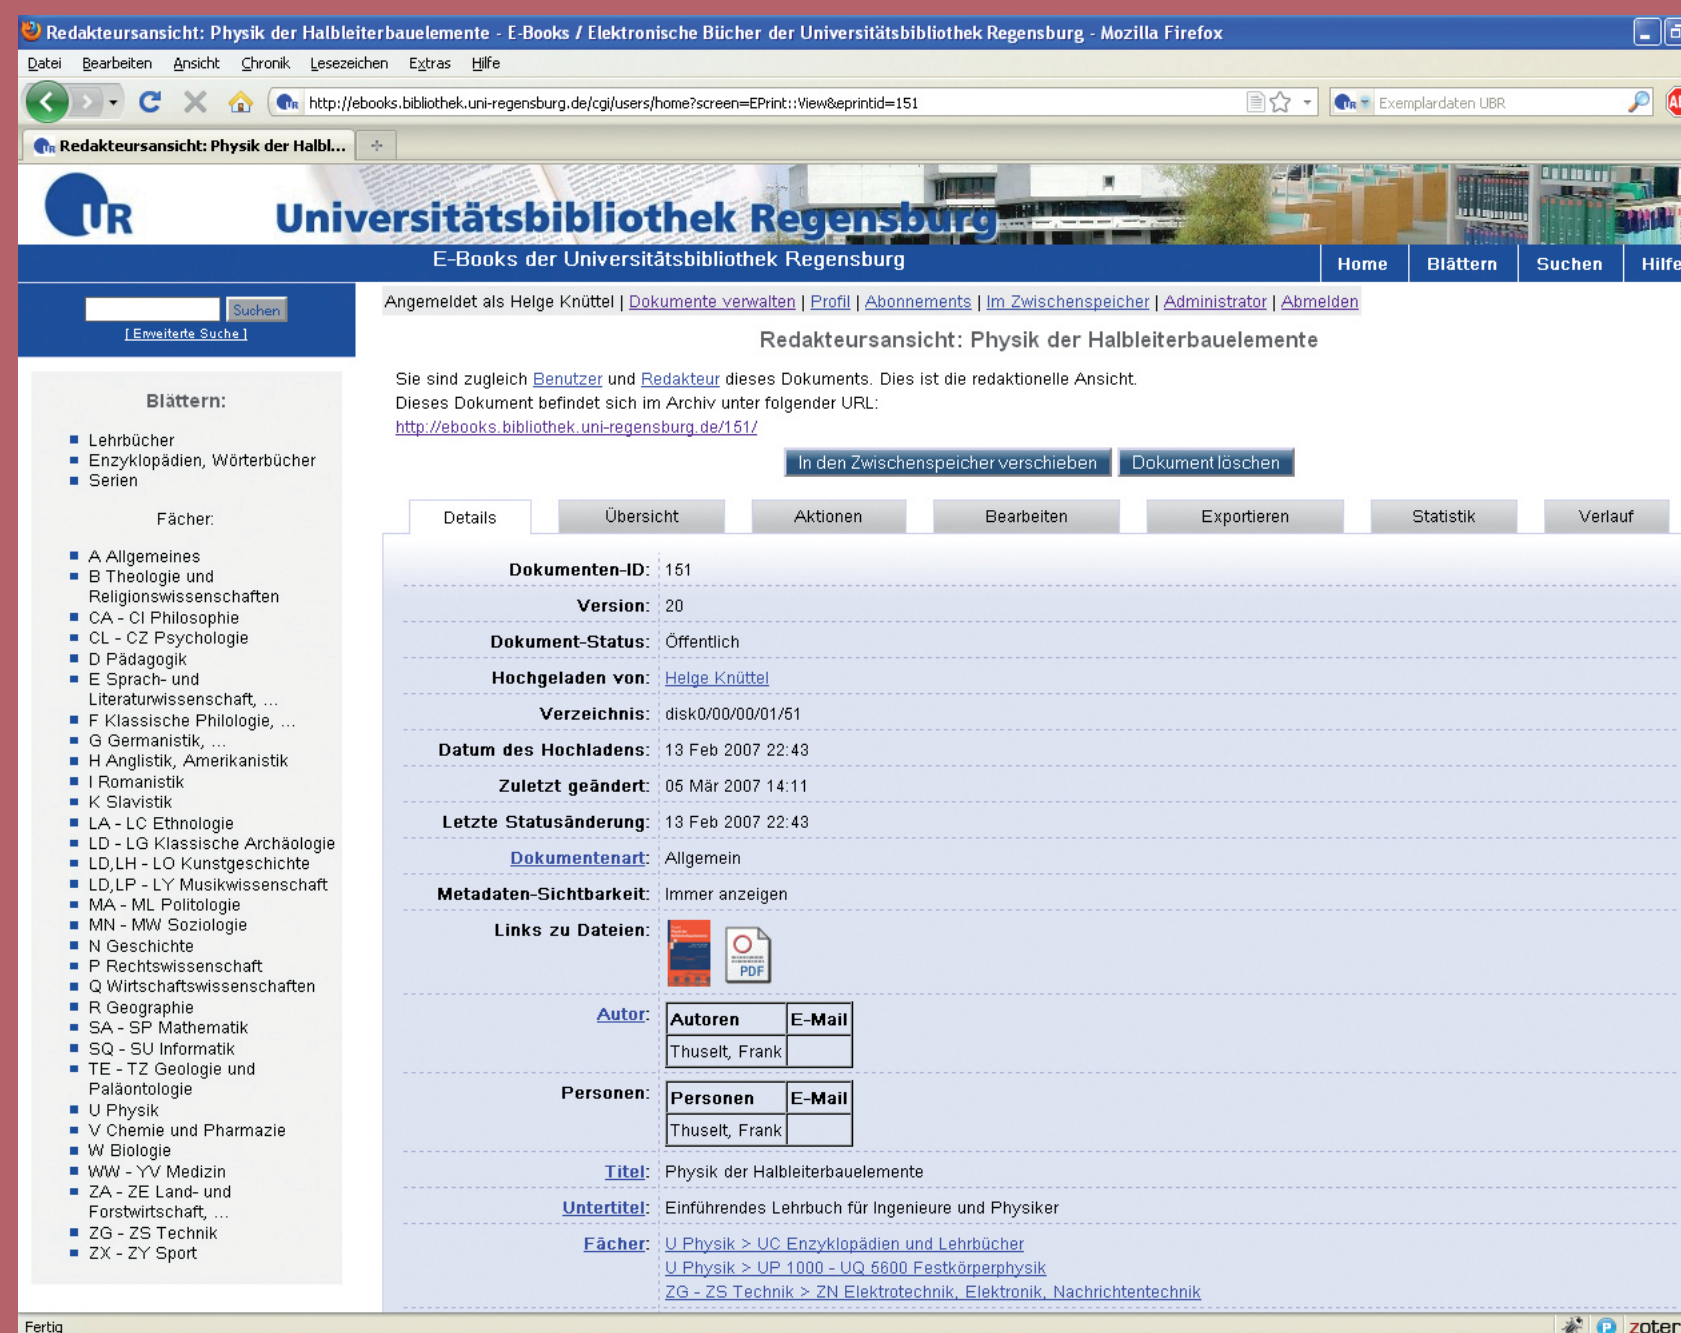 Redakteursansicht: Physik der Halbleiterbauelemente - E-Books / Elektronische Bücher der Universitätsbibliothek Regensburg - Mozilla Firefox
Datei Bearbeiten Ansicht Chronik Lesezeichen Extras Hilfe
http://ebooks.bibliothek.uni-regensburg.de/cgi/users/home?screen=EPrint::View&eprintid=151
Exemplardaten UBR
Redakteursansicht: Physik der Halbl...
UR
Universitätsbibliothek Regensburg
E-Books der Universitätsbibliothek Regensburg
Home Blättern Suchen Hilfe
Suchen
[ Erweiterte Suche ]
Angemeldet als Helge Knüttel | Dokumente verwalten | Profil | Abonnements | Im Zwischenspeicher | Administrator | Abmelden
Redakteursansicht: Physik der Halbleiterbauelemente
Sie sind zugleich Benutzer und Redakteur dieses Dokuments. Dies ist die redaktionelle Ansicht.
Dieses Dokument befindet sich im Archiv unter folgender URL:
http://ebooks.bibliothek.uni-regensburg.de/151/
In den Zwischenspeicher verschieben Dokument löschen
Blättern:
Lehrbücher
Enzyklopädien, Wörterbücher
Serien
Fächer:
A Allgemeines
B Theologie und
Religionswissenschaften
CA - CI Philosophie
CL - CZ Psychologie
D Pädagogik
E Sprach- und
Literaturwissenschaft, ...
F Klassische Philologie, ...
G Germanistik, ...
H Anglistik, Amerikanistik
I Romanistik
K Slavistik
LA - LC Ethnologie
LD - LG Klassische Archäologie
LD,LH - LO Kunstgeschichte
LD,LP - LY Musikwissenschaft
MA - ML Politologie
MN - MW Soziologie
N Geschichte
P Rechtswissenschaft
Q Wirtschaftswissenschaften
R Geographie
SA - SP Mathematik
SQ - SU Informatik
TE - TZ Geologie und
Paläontologie
U Physik
V Chemie und Pharmazie
W Biologie
WW - YV Medizin
ZA - ZE Land- und
Forstwirtschaft, ...
ZG - ZS Technik
ZX - ZY Sport
Details Übersicht Aktionen Bearbeiten Exportieren Statistik Verlauf
Dokumenten-ID: 151
Version: 20
Dokument-Status: Öffentlich
Hochgeladen von: Helge Knüttel
Verzeichnis: disk0/00/00/01/51
Datum des Hochladens: 13 Feb 2007 22:43
Zuletzt geändert: 05 Mär 2007 14:11
Letzte Statusänderung: 13 Feb 2007 22:43
Dokumentenart: Allgemein
Metadaten-Sichtbarkeit: Immer anzeigen
Links zu Dateien:
PDF
Autor: Autoren E-Mail
Thuselt, Frank
Personen: Personen E-Mail
Thuselt, Frank
Titel: Physik der Halbleiterbauelemente
Untertitel: Einführendes Lehrbuch für Ingenieure und Physiker
Fächer: U Physik > UC Enzyklopädien und Lehrbücher
U Physik > UP 1000 - UQ 5600 Festkörperphysik
ZG - ZS Technik > ZN Elektrotechnik, Elektronik, Nachrichtentechnik
Fertig
zoter